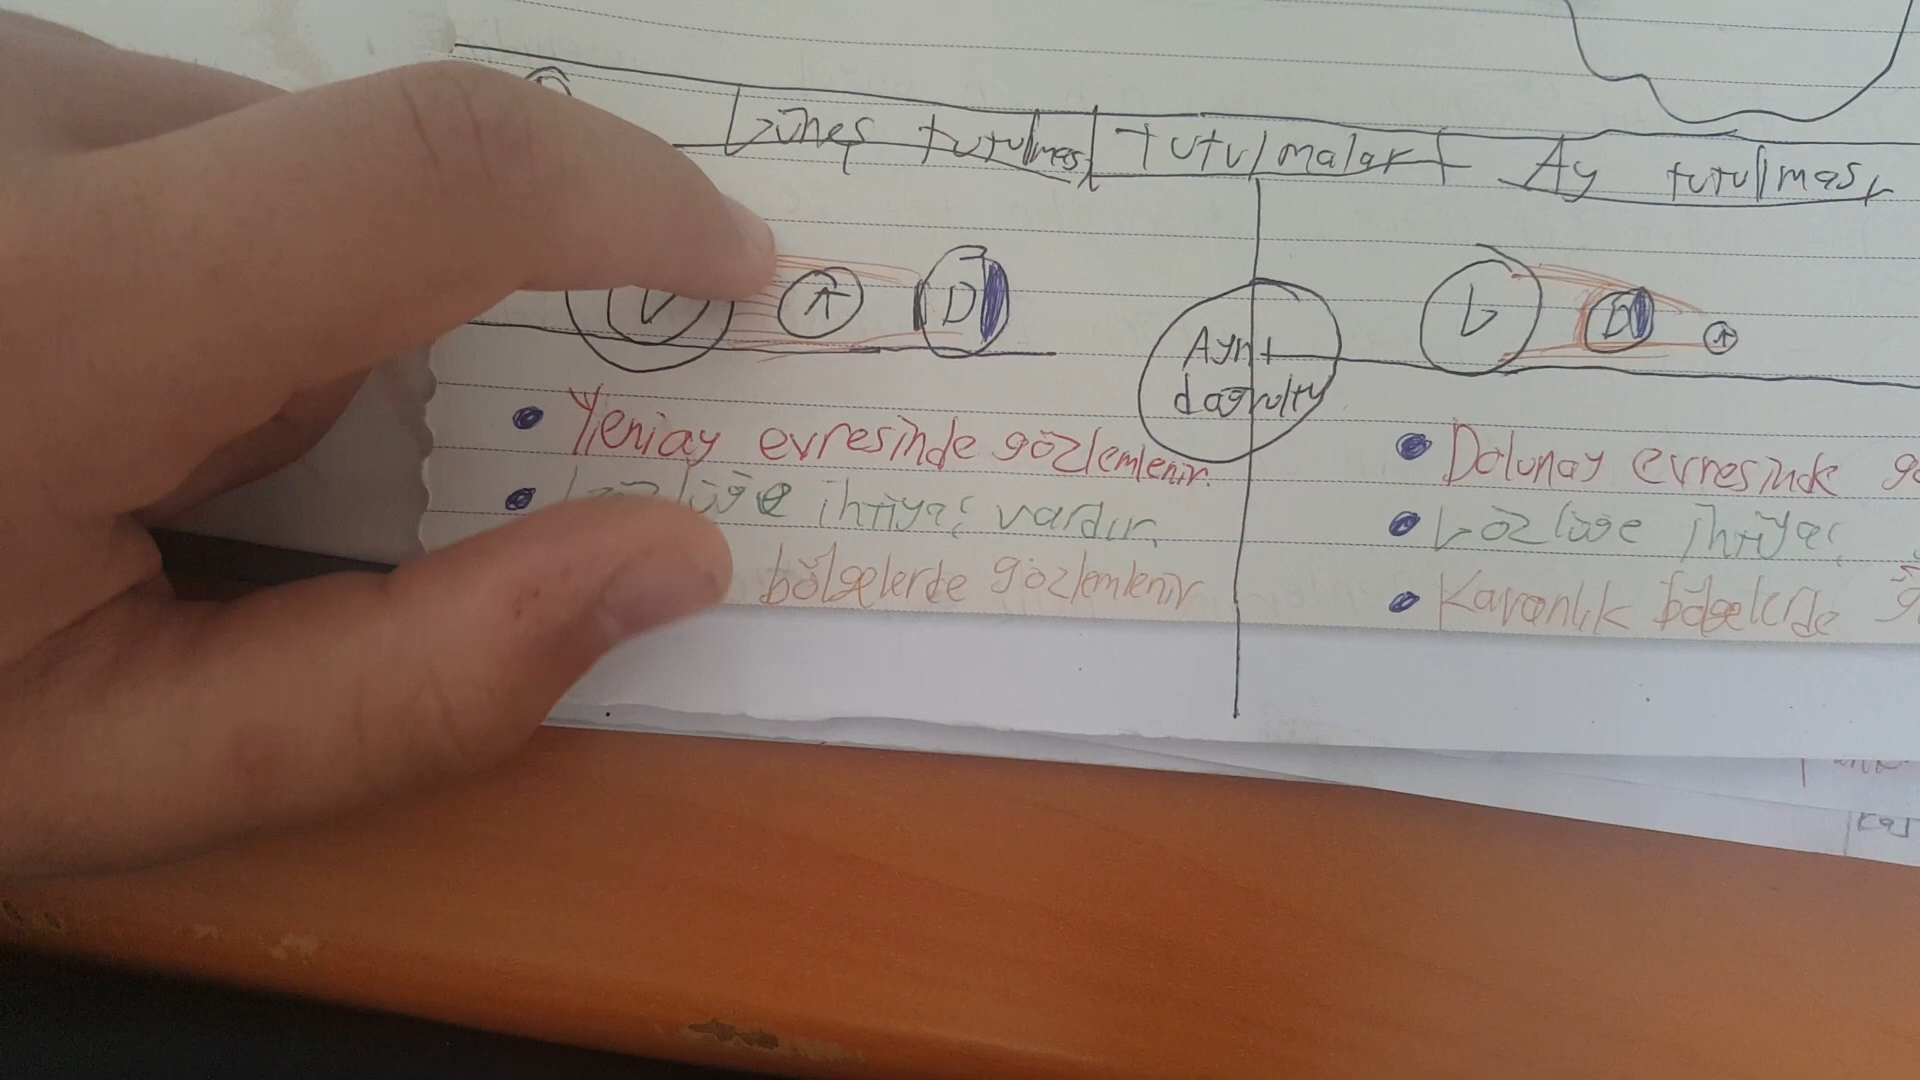 Güneş tutulması
Tutulmalar
Ay tutulması
G A D
Aynı
doğrultu
G D A
Yeniay evresinde gözlemenir.
ihtiyaç vardır.
bölgelerde gözlemlenir
Dolunay evresinde
Gözlüğe ihtiyaç
Karanlık bölgelerde